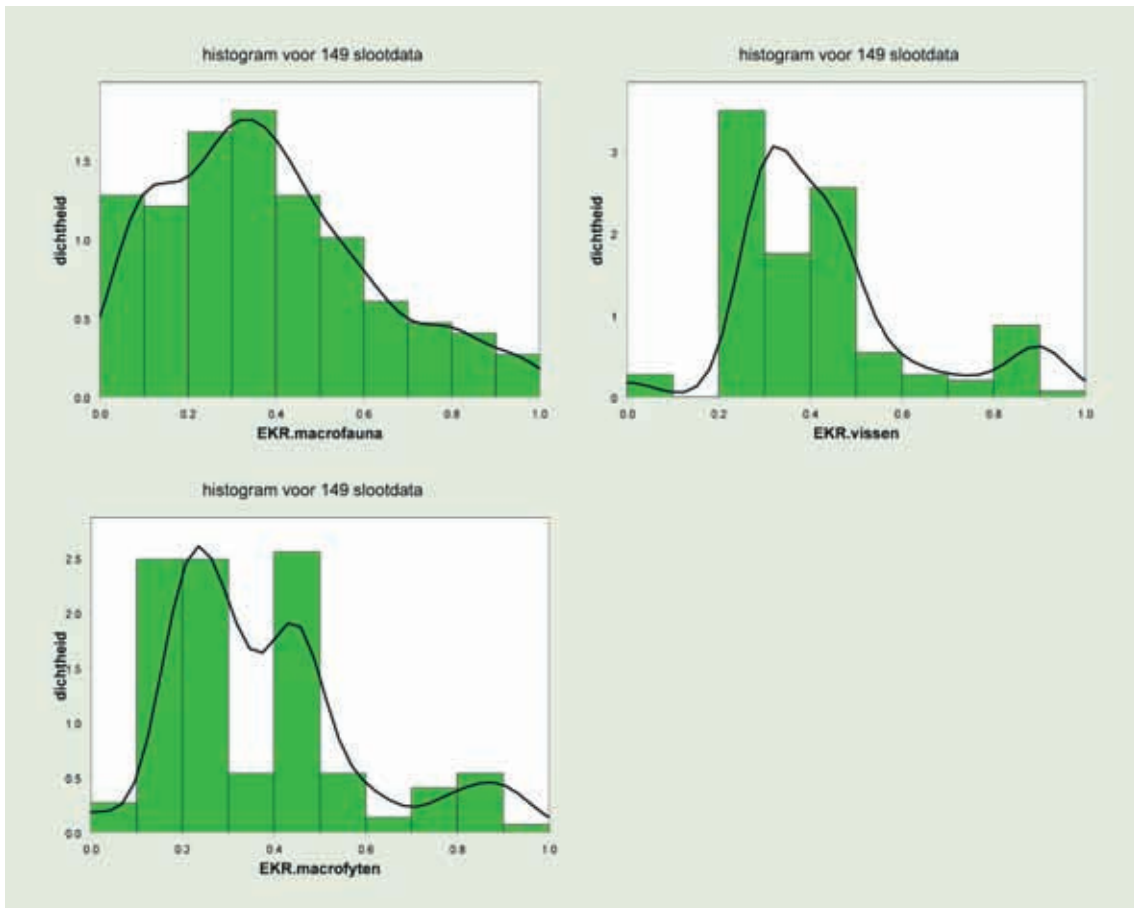 histogram voor 149 slootdata
dichtheid
1.5
1.0
0.5
0.0
0.0 0.2 0.4 0.6 0.8 1.0
EKR.macrofauna
histogram voor 149 slootdata
dichtheid
3
2
1
0
0.0 0.2 0.4 0.6 0.8 1.0
EKR.vissen
histogram voor 149 slootdata
dichtheid
2.5
2.0
1.5
1.0
0.5
0.0
0.0 0.2 0.4 0.6 0.8 1.0
EKR.macrofyten